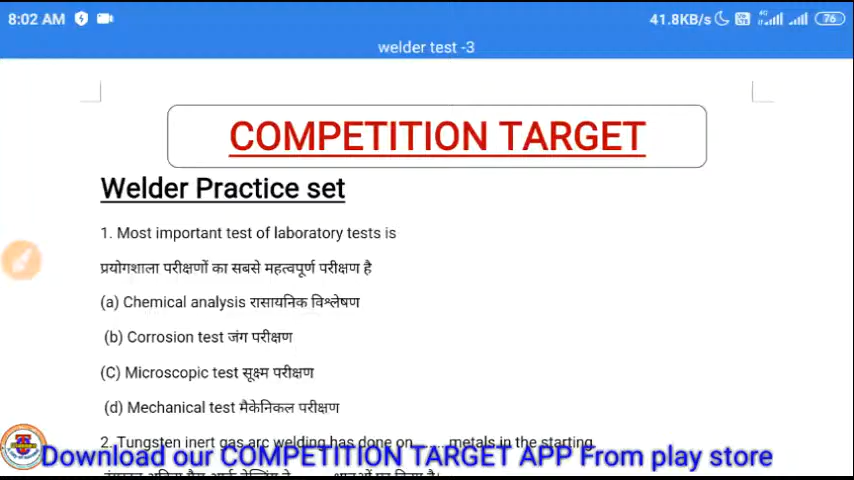 8:02 AM 41.8KB/s 4G 76
welder test -3
COMPETITION TARGET
Welder Practice set
1. Most important test of laboratory tests is
प्रयोगशाला परीक्षणों का सबसे महत्वपूर्ण परीक्षण है
(a) Chemical analysis रासायनिक विश्लेषण
(b) Corrosion test जंग परीक्षण
(C) Microscopic test सूक्ष्म परीक्षण
(d) Mechanical test मैकेनिकल परीक्षण
2. Tungsten inert gas arc welding has done on...... metals in the starting
Download our COMPETITION TARGET APP From play store